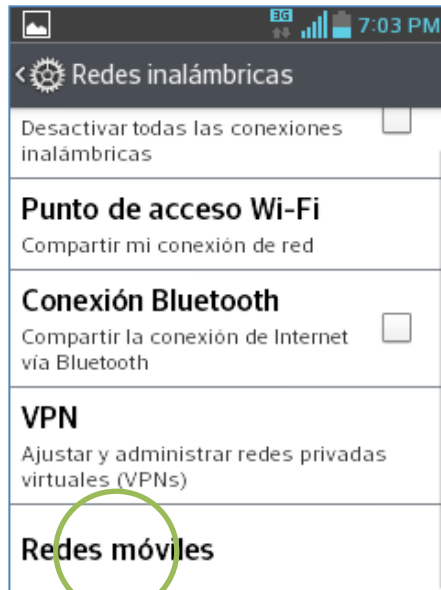 3G 7:03 PM
Redes inalámbricas
Desactivar todas las conexiones
inalámbricas
Punto de acceso Wi-Fi
Compartir mi conexión de red
Conexión Bluetooth
Compartir la conexión de Internet
vía Bluetooth
VPN
Ajustar y administrar redes privadas
virtuales (VPNs)
Redes móviles